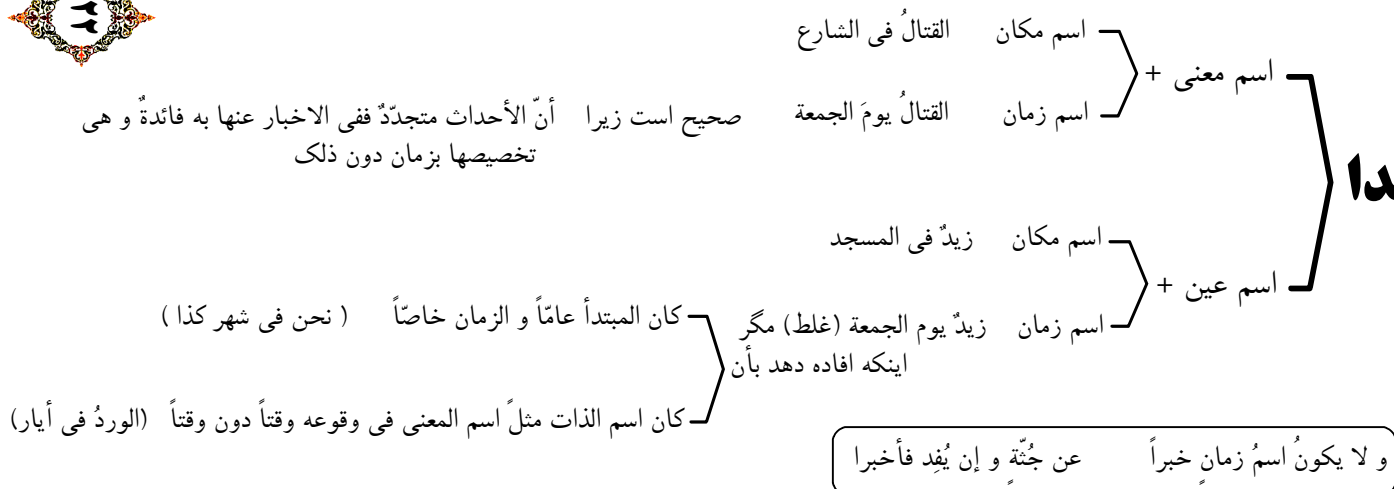 ۲۲
اسم معنی +
اسم مکان القتالُ فی الشارع
اسم زمان القتالُ یومَ الجمعة صحیح است زیرا أنّ الأحداث متجددٌ ففی الاخبار عنها به فائدةٌ و هی
تخصیصها بزمان دون ذلک
اسم عین +
اسم مکان زیدٌ فی المسجد
اسم زمان زیدٌ یوم الجمعة (غلط) مگر
اینکه افاده دهد بأن
کان المبتدأ عامّاً و الزمان خاصّاً ( نحن فی شهر کذا )
کان اسم الذات مثلَ اسم المعنی فی وقوعه وقتاً دون وقتاً (الوردُ فی أیار)
و لا یکونُ اسمُ زمانٍ خبراً عن جُثّةٍ و إن یُفِد فأخبرا